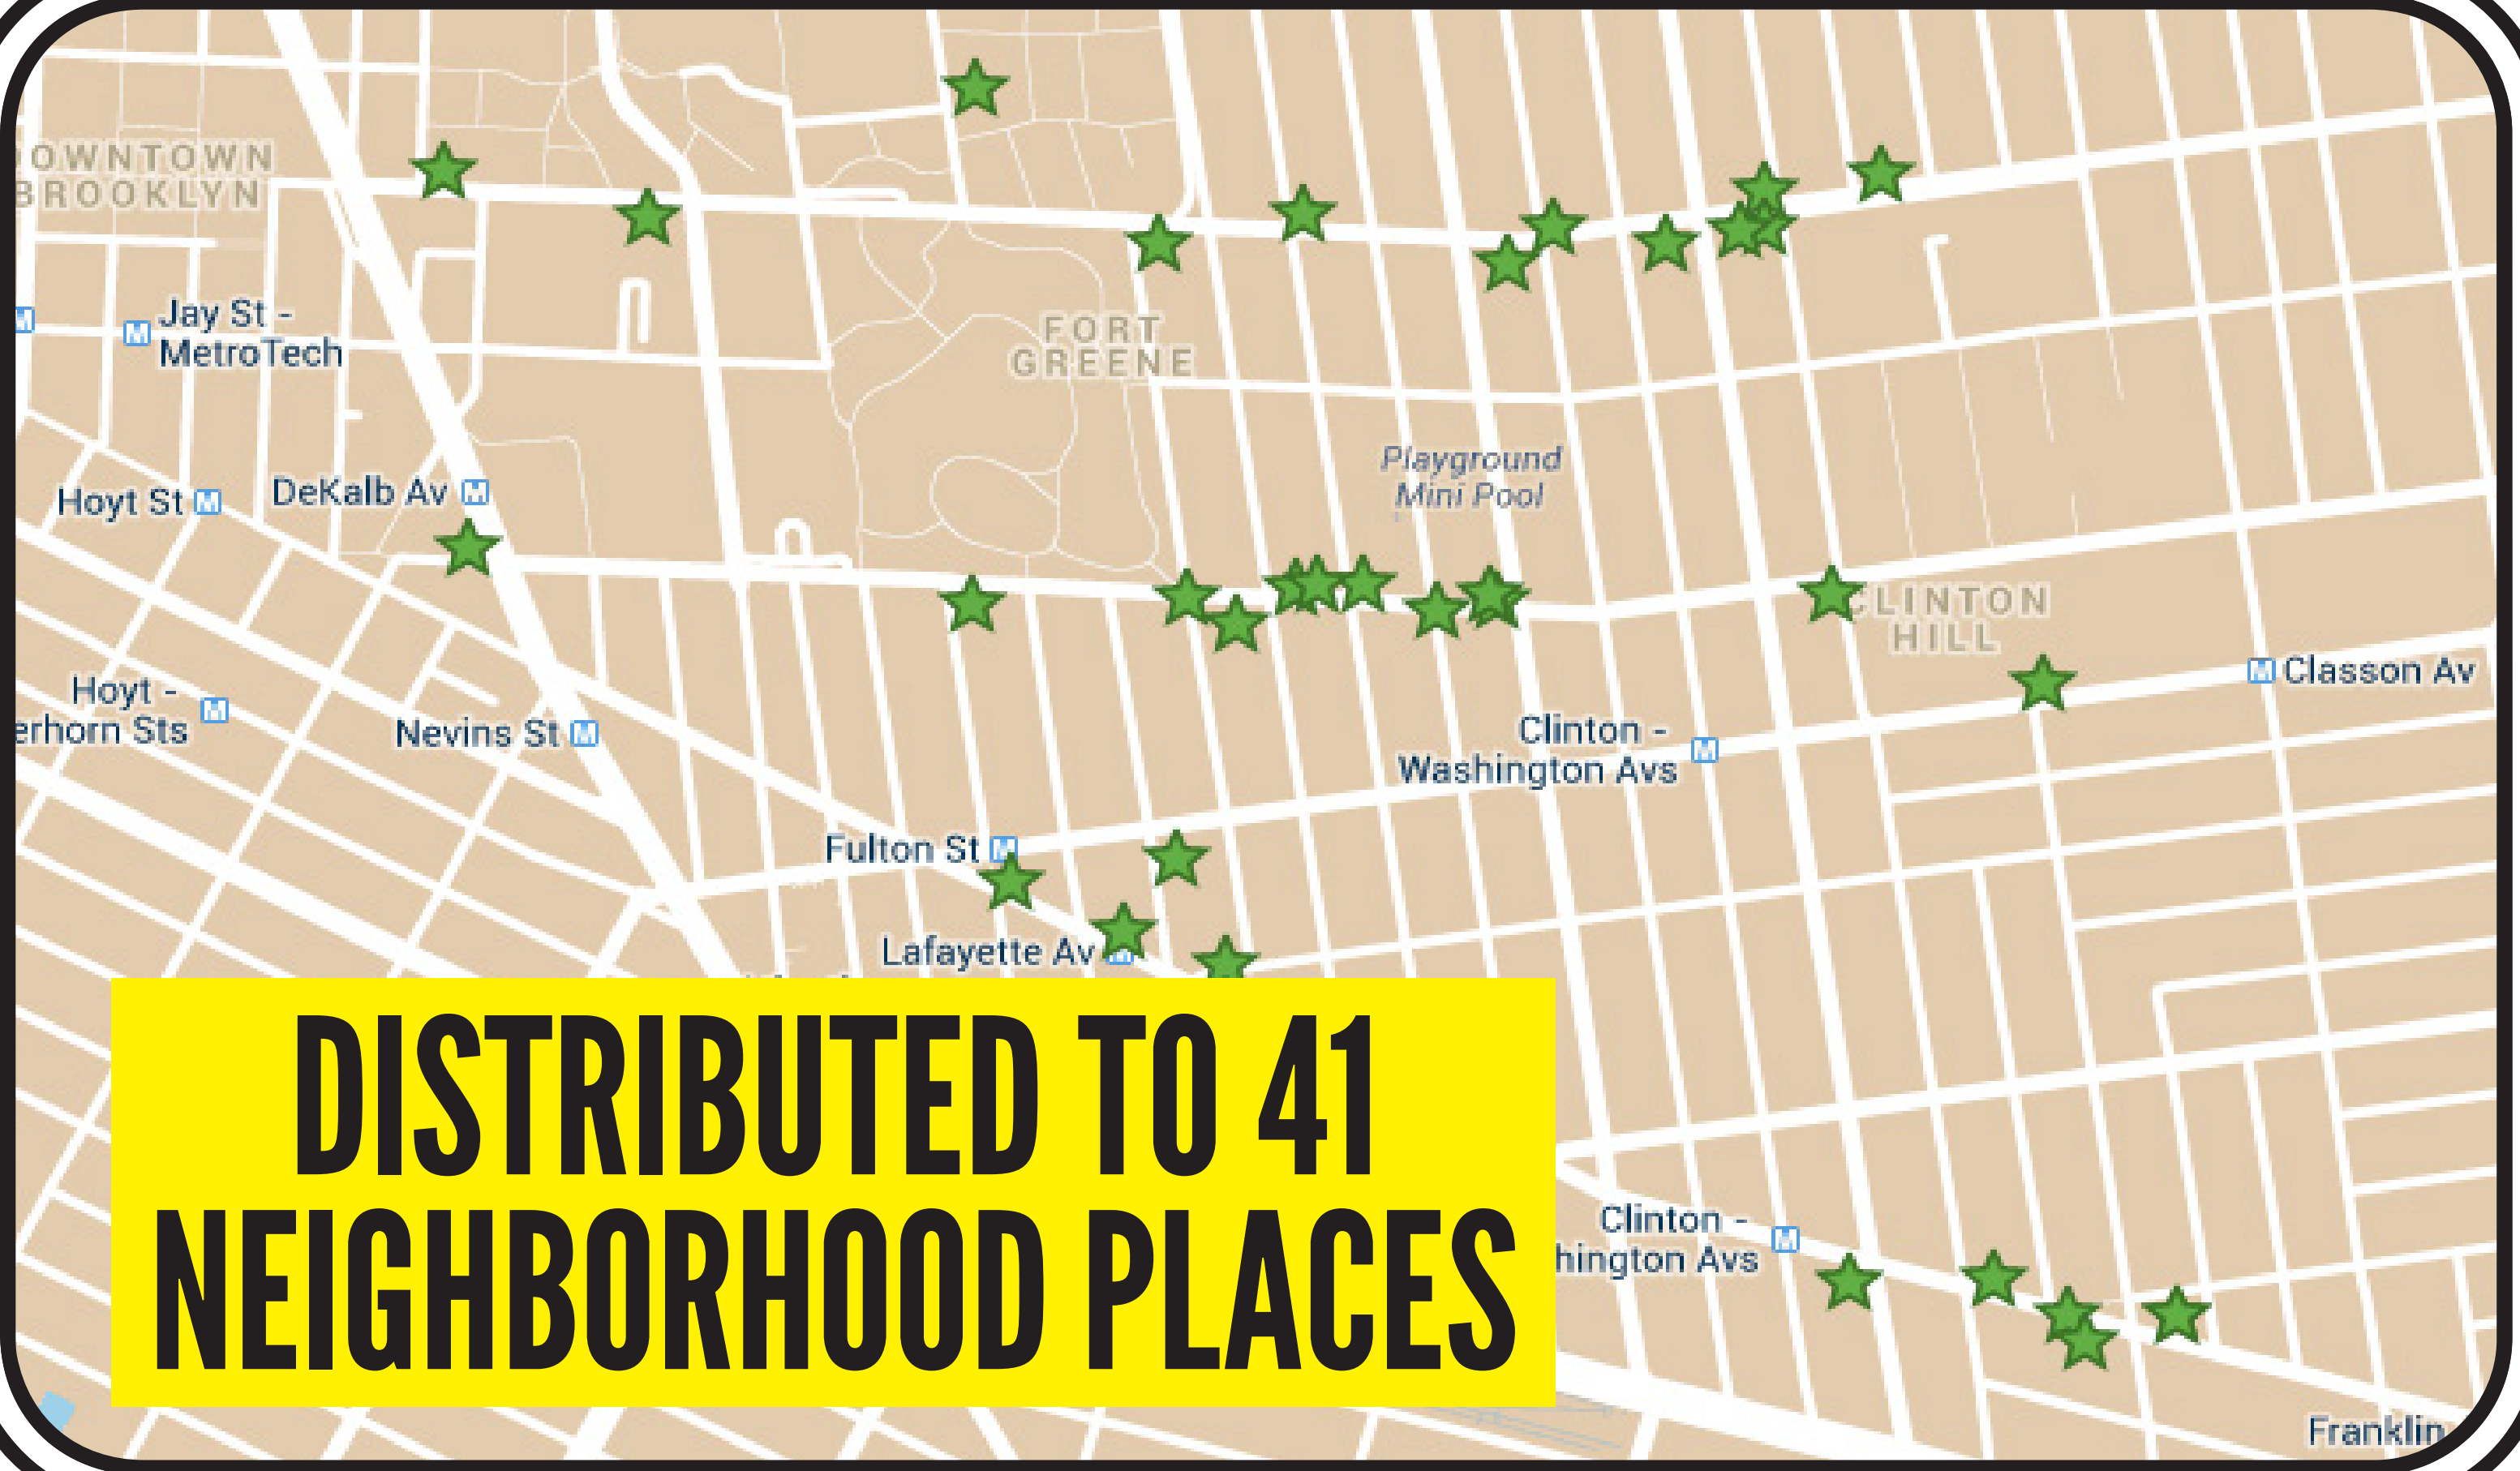 OWNTOWN
BROOKLYN
Jay St -
MetroTech
FORT
GREENE
Playground
Mini Pool
Hoyt St
DeKalb Av
CLINTON
HILL
Classon Av
Hoyt -
erhorn Sts
Nevins St
Clinton -
Washington Avs
Fulton St
Lafayette Av
DISTRIBUTED TO 41
NEIGHBORHOOD PLACES
Clinton -
hington Avs
Franklin